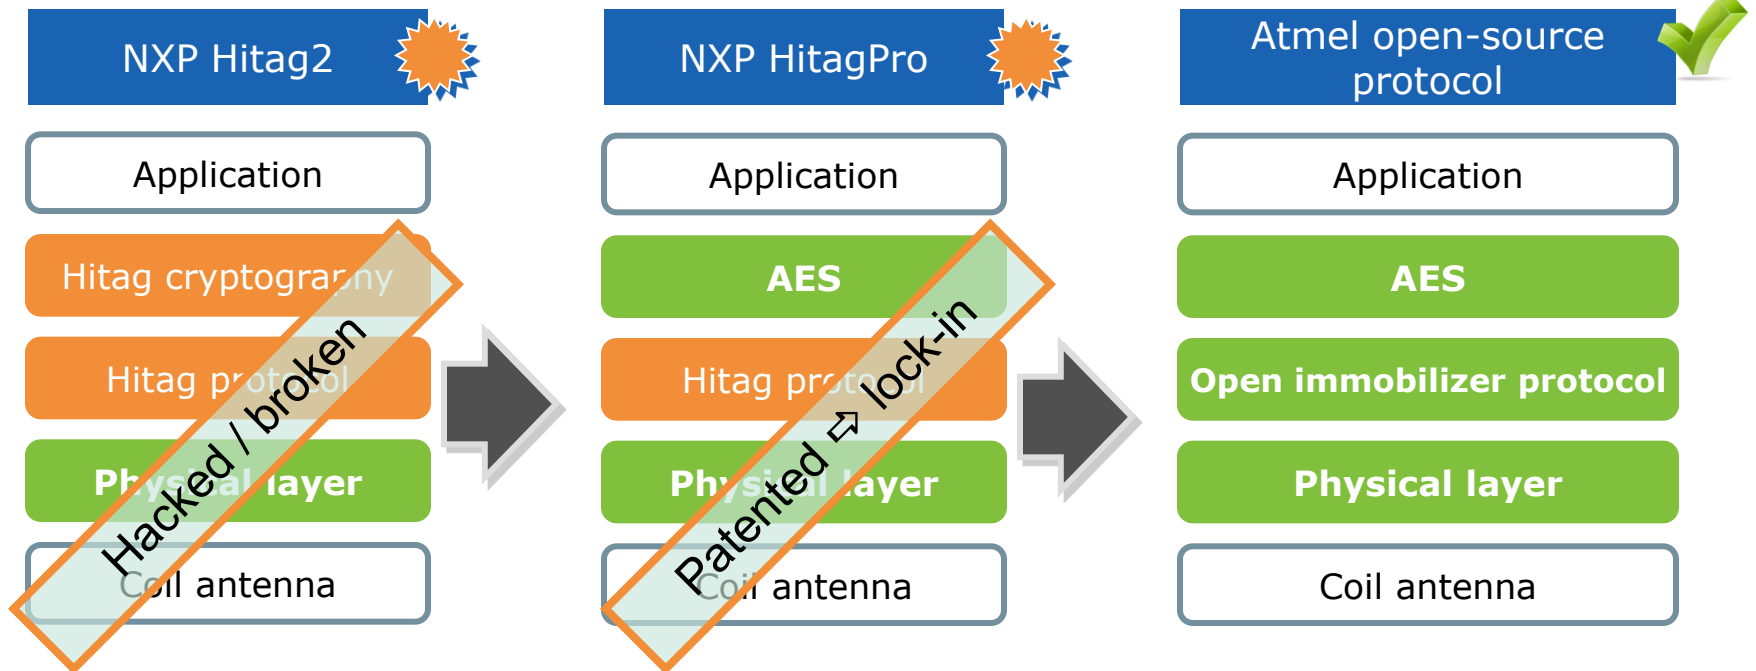 NXP Hitag2
Application
Hitag cryptography
Hitag protocol
Physical layer
Coil antenna
Hacked / broken
NXP HitagPro
Application
AES
Hitag protocol
Physical layer
Coil antenna
Patented ⇨ lock-in
Atmel open-source
protocol
Application
AES
Open immobilizer protocol
Physical layer
Coil antenna